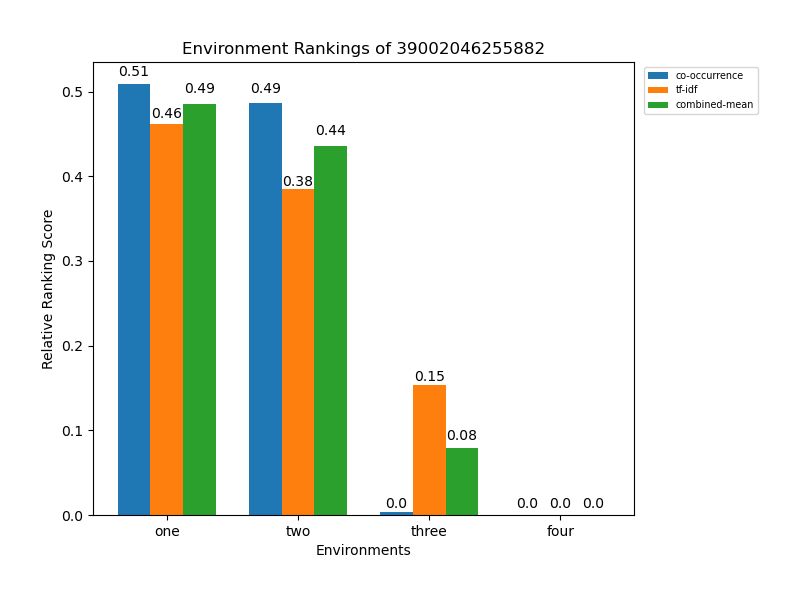 Environment Rankings of 39002046255882
co-occurrence
tf-idf
combined-mean
Relative Ranking Score
0.5
0.4
0.3
0.2
0.1
0.0
0.51
0.46
0.49
0.49
0.38
0.44
0.0
0.15
0.08
0.0
0.0
0.0
one
two
three
four
Environments